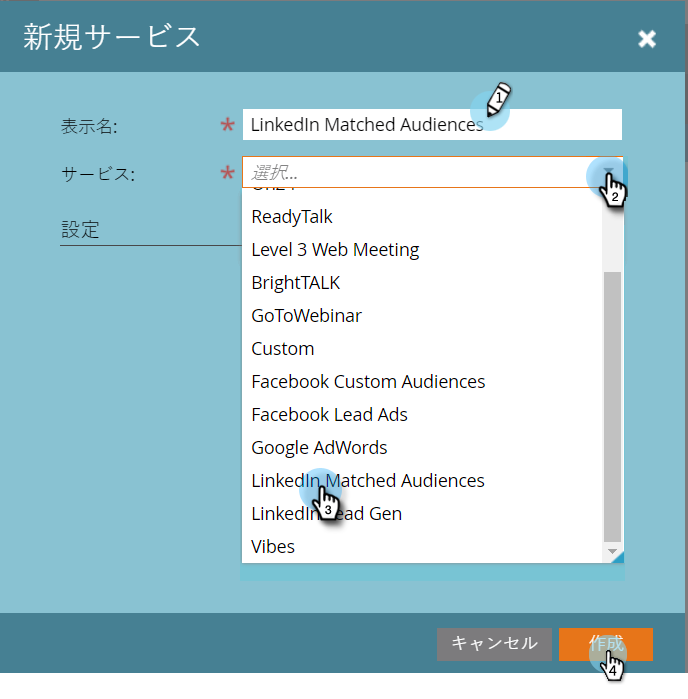 新規サービス
1
表示名: * LinkedIn Matched Audiences
サービス: * 選択...
2
設定
ReadyTalk
Level 3 Web Meeting
BrightTALK
GoToWebinar
Custom
Facebook Custom Audiences
Facebook Lead Ads
Google AdWords
LinkedIn Matched Audiences
3
LinkedIn Lead Gen
Vibes
キャンセル
作成
4